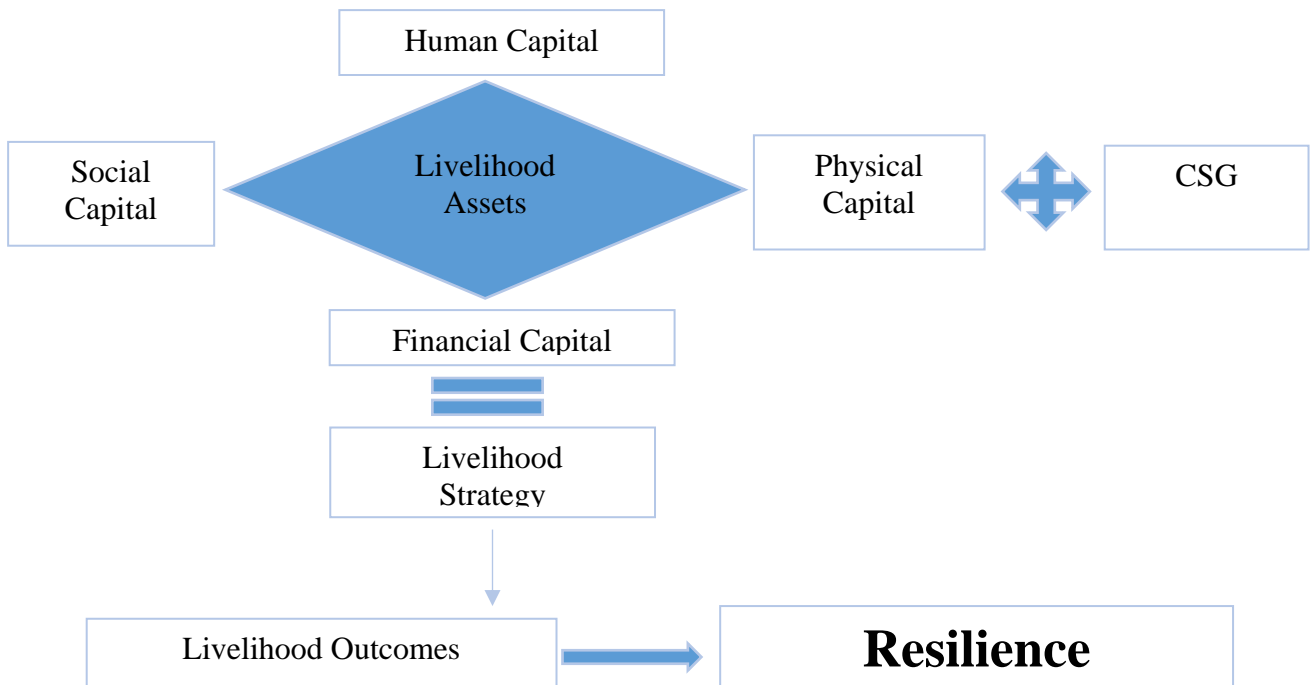 Human Capital
Social
Capital
Livelihood
Assets
Physical
Capital
CSG
Financial Capital
Livelihood
Strategy
Livelihood Outcomes
Resilience